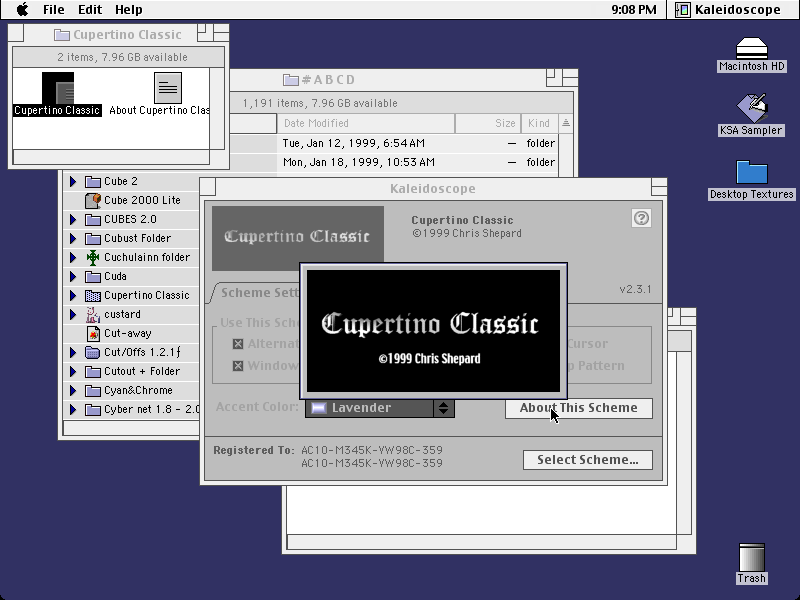 File Edit Help
9:08 PM
Kaleidoscope
Cupertino Classic
2 items, 7.96 GB available
Cupertino Classic
About Cupertino Clas
#ABCD
1,191 items, 7.96 GB available
Date Modified Size Kind
Tue, Jan 12, 1999, 6:54 AM — folder
Mon, Jan 18, 1999, 10:53 AM — folder
Cube 2
Cube 2000 Lite
CUBES 2.0
Cubust Folder
Cuchulainn folder
Cuda
Cupertino Classic
custard
Cut-away
Cut/Offs 1.2.1ƒ
Cutout + Folder
Cyan&Chrome
Cyber net 1.8 - 2.0
Kaleidoscope
Cupertino Classic
Cupertino Classic
©1999 Chris Shepard
?
v2.3.1
Scheme Sett
Use This Sche
Alternat
Window
Cursor
p Pattern
Cupertino Classic
©1999 Chris Shepard
Accent Color:
Lavender
About This Scheme
Registered To: AC10-M345K-YW98C-359
AC10-M345K-YW98C-359
Select Scheme...
Macintosh HD
KSA Sampler
Desktop Textures
Trash